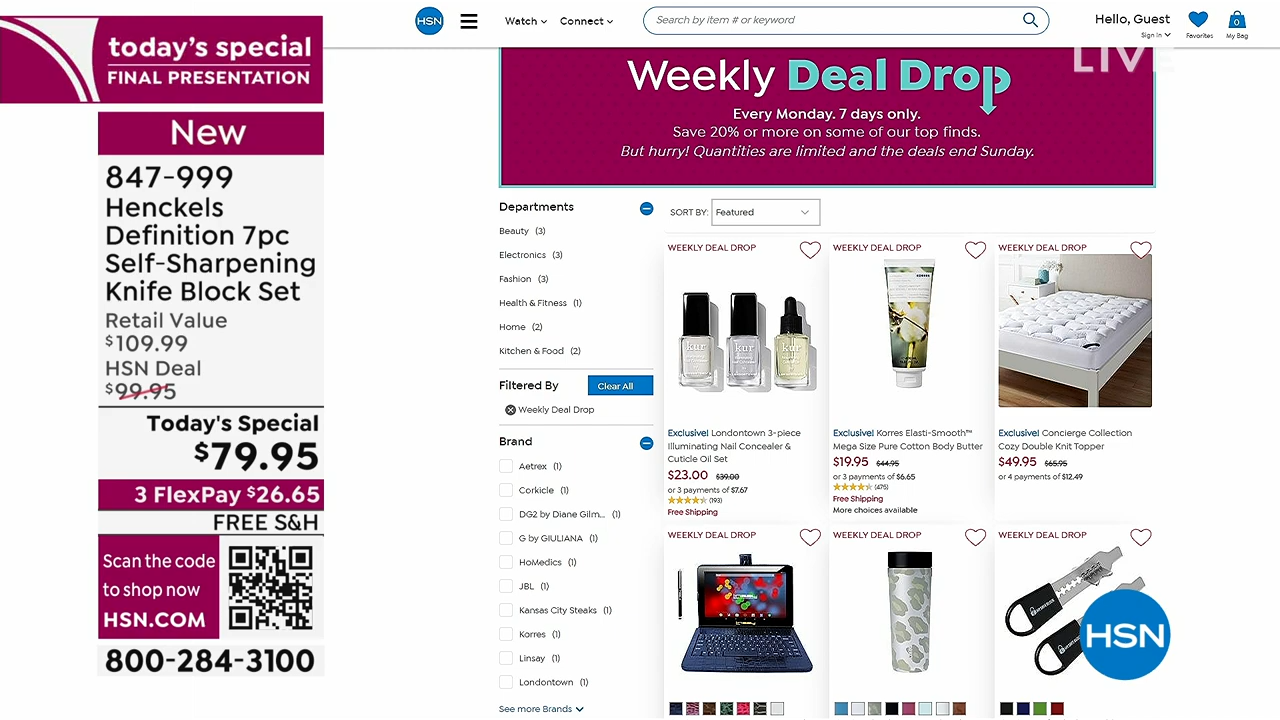 today's special
FINAL PRESENTATION
New
847-999
Henckels
Definition 7pc
Self-Sharpening
Knife Block Set
Retail Value
$109.99
HSN Deal
$99.95
Today's Special
$79.95
3 FlexPay $26.65
FREE S&H
Scan the code
to shop now
HSN.COM
800-284-3100
HSN
Watch
Connect
Search by item # or keyword
Hello, Guest
Sign In
Favorites
0
My Bag
LIVE
Weekly Deal Drop
Every Monday. 7 days only.
Save 20% or more on some of our top finds.
But hurry! Quantities are limited and the deals end Sunday.
Departments
Beauty (3)
Electronics (3)
Fashion (3)
Health & Fitness (1)
Home (2)
Kitchen & Food (2)
Filtered By
Clear All
Weekly Deal Drop
Brand
Aetrex (1)
Corkicle (1)
DG2 by Diane Gilm... (1)
G by GIULIANA (1)
HoMedics (1)
JBL (1)
Kansas City Steaks (1)
Korres (1)
Linsay (1)
Londontown (1)
See more Brands
SORT BY: Featured
WEEKLY DEAL DROP
kur
kur
kur
Exclusive! Londontown 3-piece
Illuminating Nail Concealer &
Cuticle Oil Set
$23.00 $39.00
or 3 payments of $7.67
(193)
Free Shipping
WEEKLY DEAL DROP
KORRES
Exclusive! Korres Elasti-Smooth™
Mega Size Pure Cotton Body Butter
$19.95 $44.95
or 3 payments of $6.65
(475)
Free Shipping
More choices available
WEEKLY DEAL DROP
Exclusive! Concierge Collection
Cozy Double Knit Topper
$49.95 $65.95
or 4 payments of $12.49
WEEKLY DEAL DROP
WEEKLY DEAL DROP
WEEKLY DEAL DROP
HSN